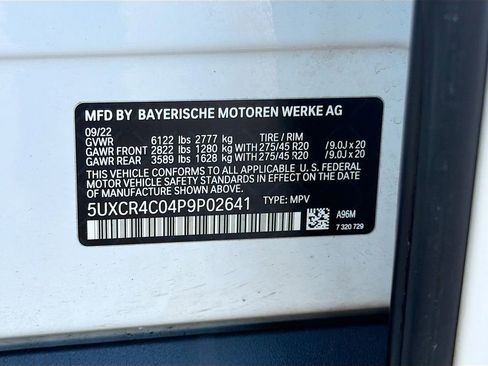 MFD BY BAYERISCHE MOTOREN WERKE AG
09/22
GVWR 6122 lbs 2777 kg TIRE / RIM
GAWR FRONT 2822 lbs 1280 kg WITH 275/45 R20 / 9.0J x 20
GAWR REAR 3589 lbs 1628 kg WITH 275/45 R20 / 9.0J x 20
THIS VEHICLE CONFORMS TO ALL APPLICABLE U. S. FEDERAL
MOTOR VEHICLE SAFETY STANDARDS IN EFFECT ON THE DATE
OF MANUFACTURE SHOWN ABOVE.
5UXCR4C04P9P02641 TYPE: MPV
A96M
7 320 729